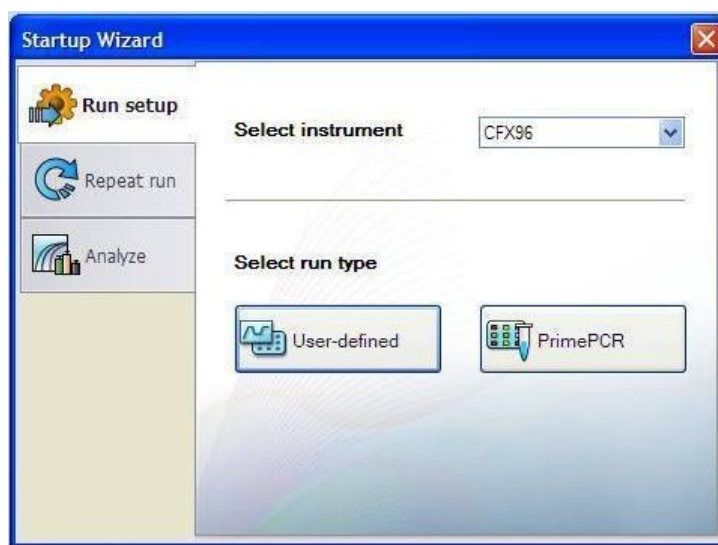 Startup Wizard
Run setup
Repeat run
Analyze
Select instrument
CFX96
Select run type
User-defined
PrimePCR